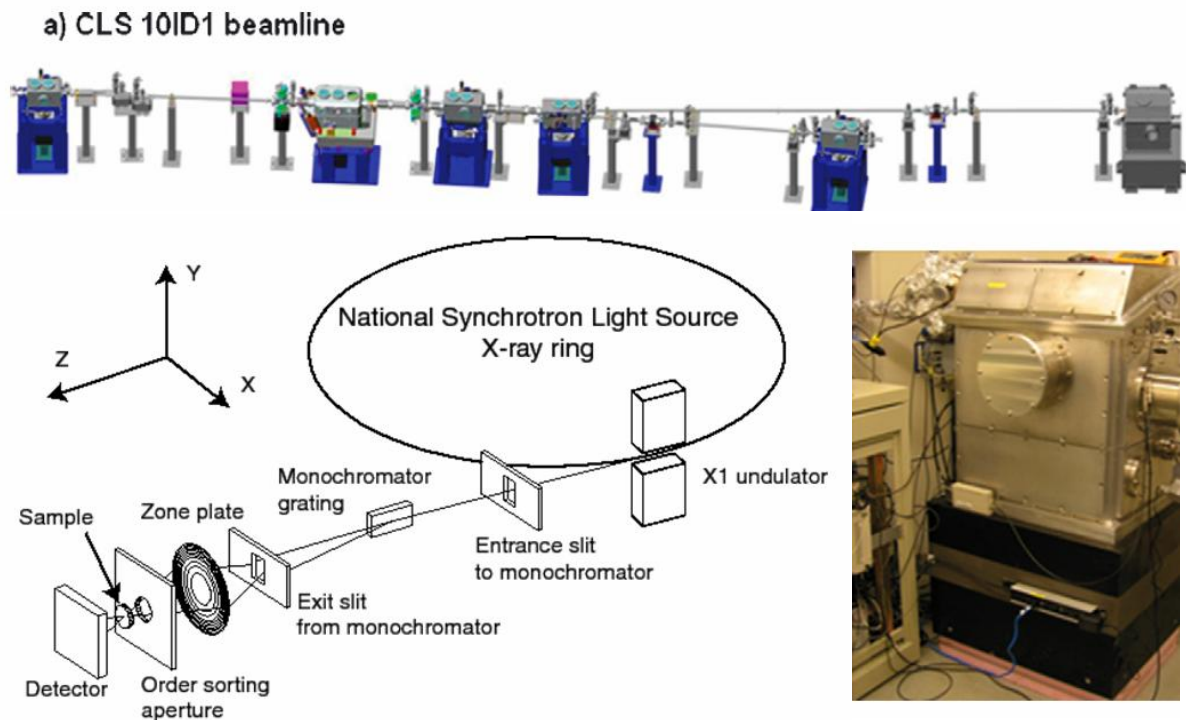 a) CLS 10ID1 beamline
Y
Z
X
National Synchrotron Light Source
X-ray ring
X1 undulator
Monochromator
grating
Entrance slit
to monochromator
Zone plate
Sample
Exit slit
from monochromator
Detector
Order sorting
aperture